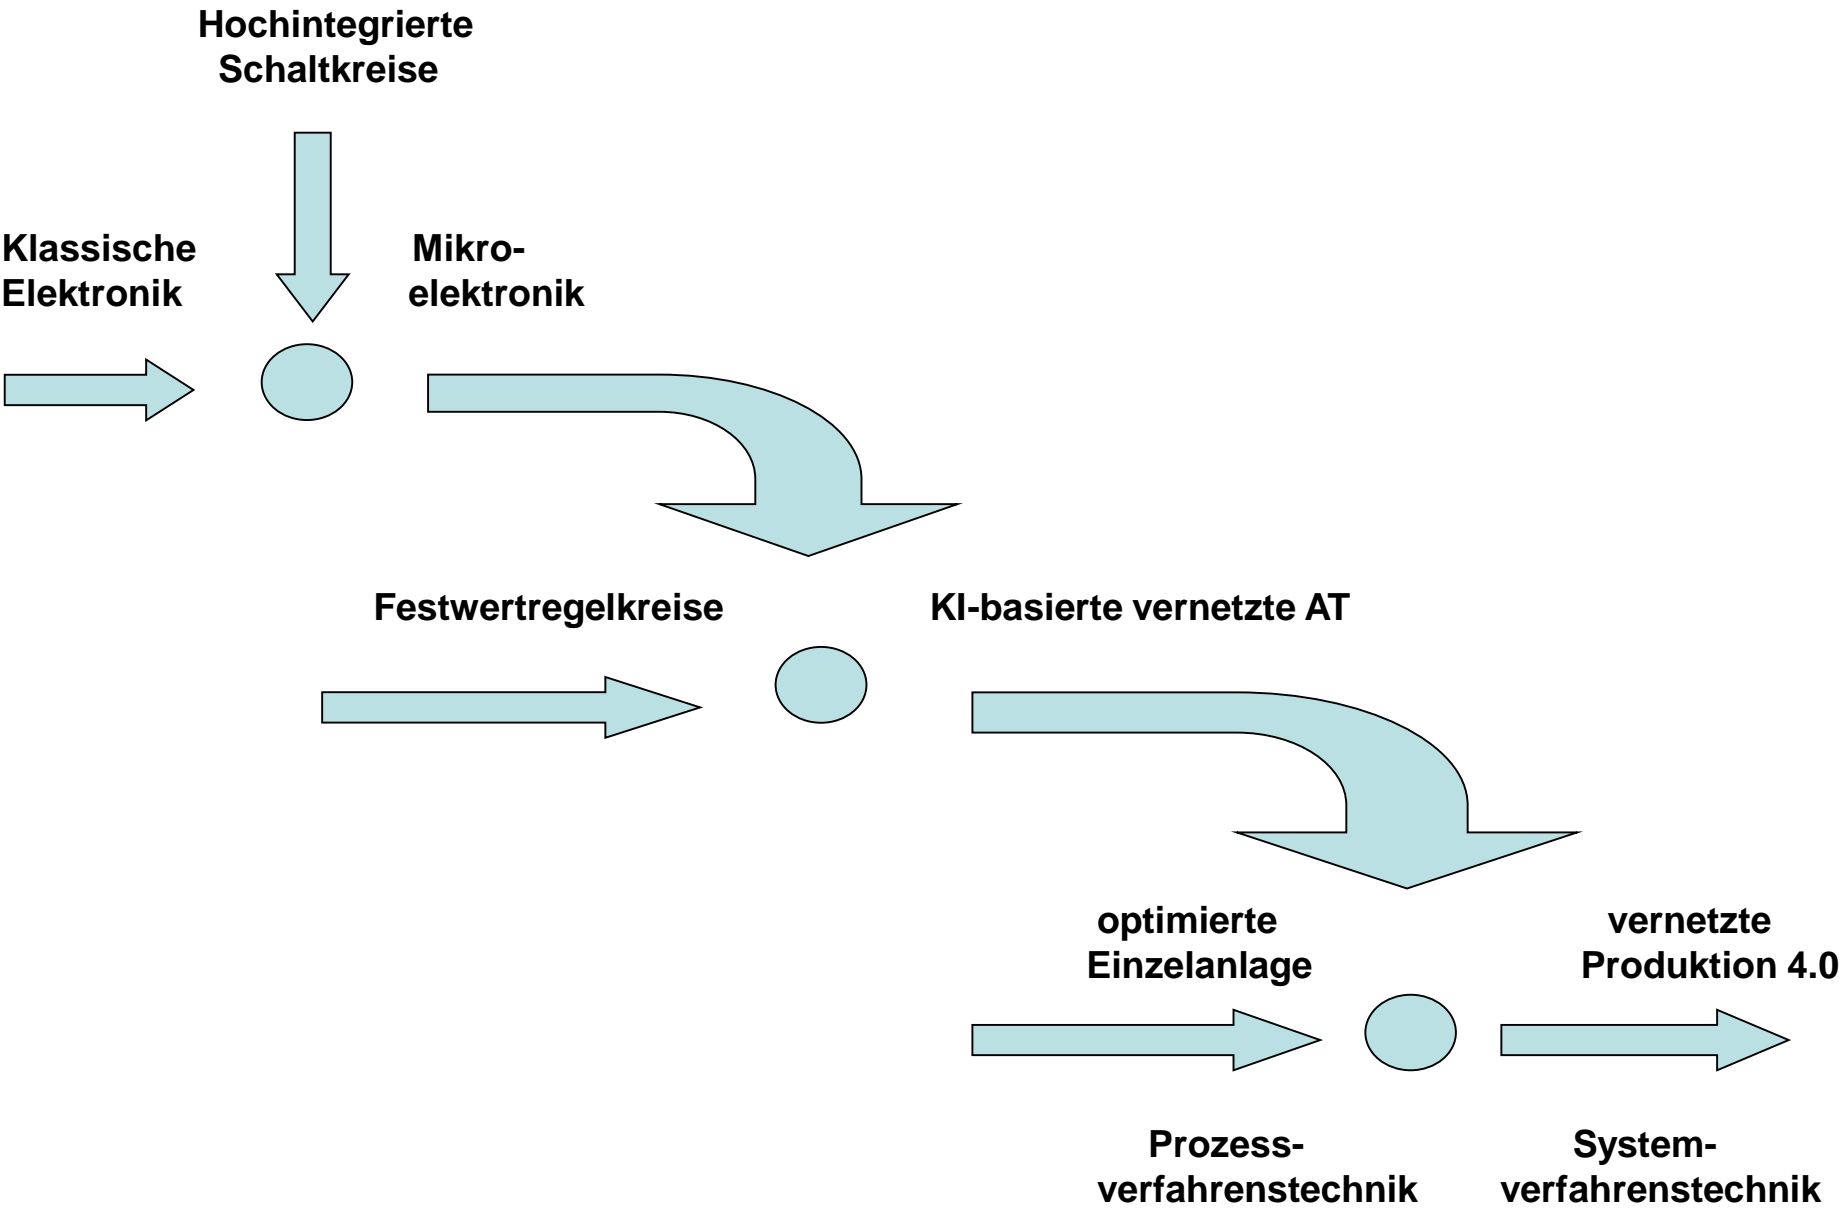 Hochintegrierte
Schaltkreise
Klassische
Elektronik
Mikro-
elektronik
Festwertregelkreise
KI-basierte vernetzte AT
optimierte
Einzelanlage
vernetzte
Produktion 4.0
Prozess-
verfahrenstechnik
System-
verfahrenstechnik